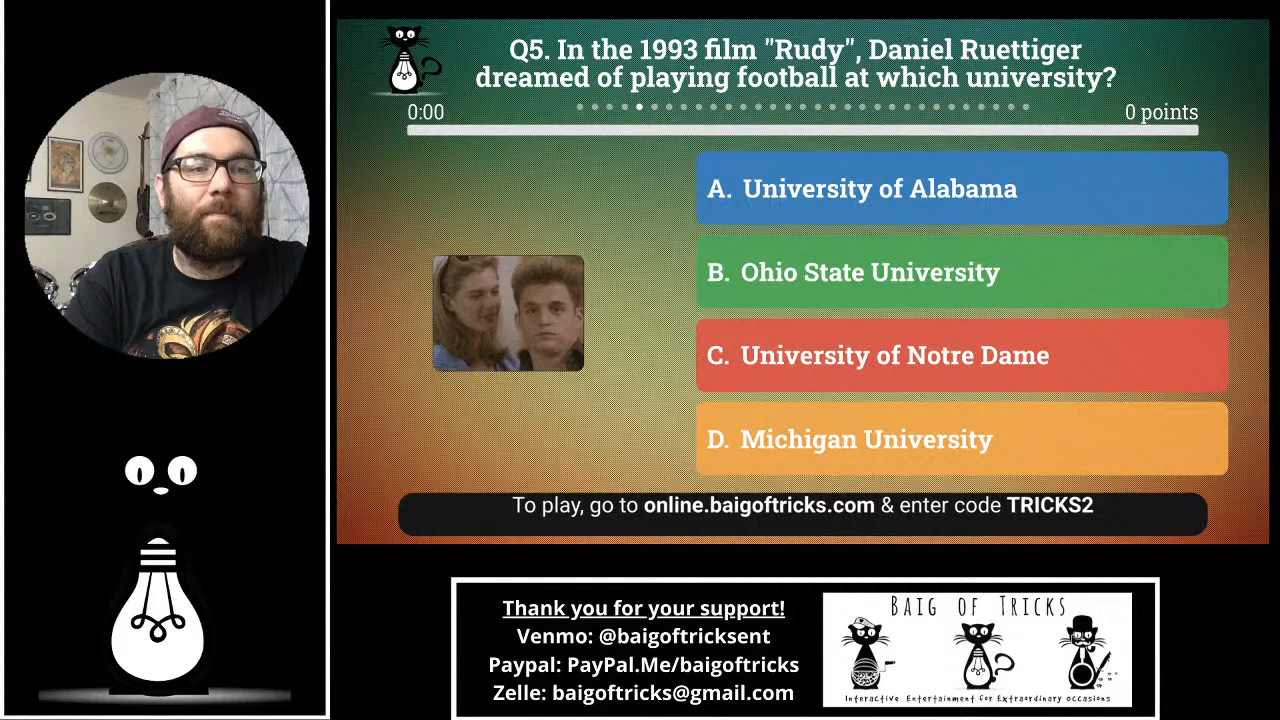 Q5. In the 1993 film "Rudy", Daniel Ruettiger
dreamed of playing football at which university?
0:00
0 points
A. University of Alabama
B. Ohio State University
C. University of Notre Dame
D. Michigan University
To play, go to online.baigoftricks.com & enter code TRICKS2
Thank you for your support!
Venmo: @baigoftricksent
Paypal: PayPal.Me/baigoftricks
Zelle: baigoftricks@gmail.com
BAIG OF TRICKS
Interactive Entertainment for Extraordinary occasions